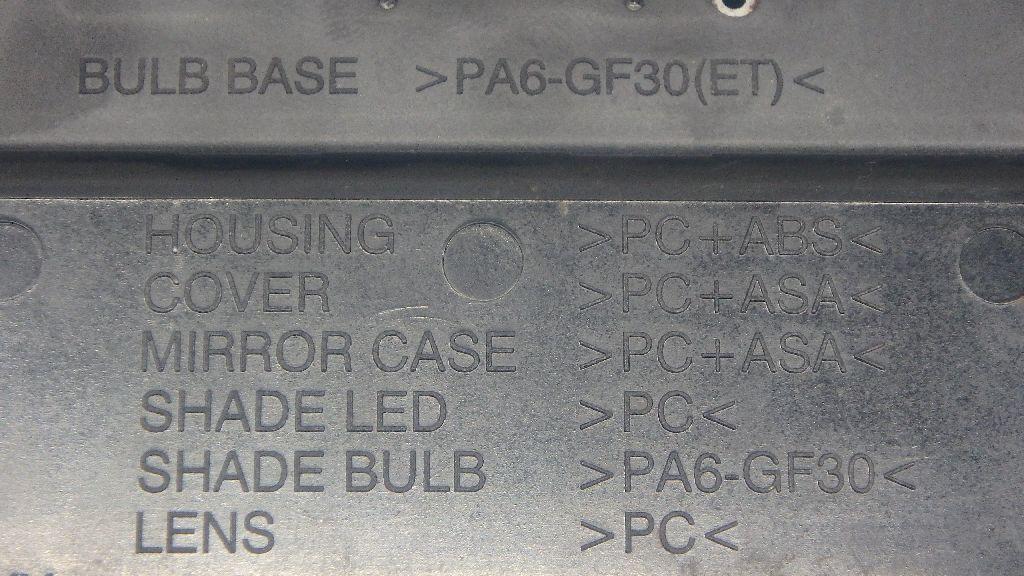 BULB BASE >PA6-GF30(ET)<
HOUSING >PC+ABS<
COVER >PC+ASA<
MIRROR CASE >PC+ASA<
SHADE LED >PC<
SHADE BULB >PA6-GF30<
LENS >PC<